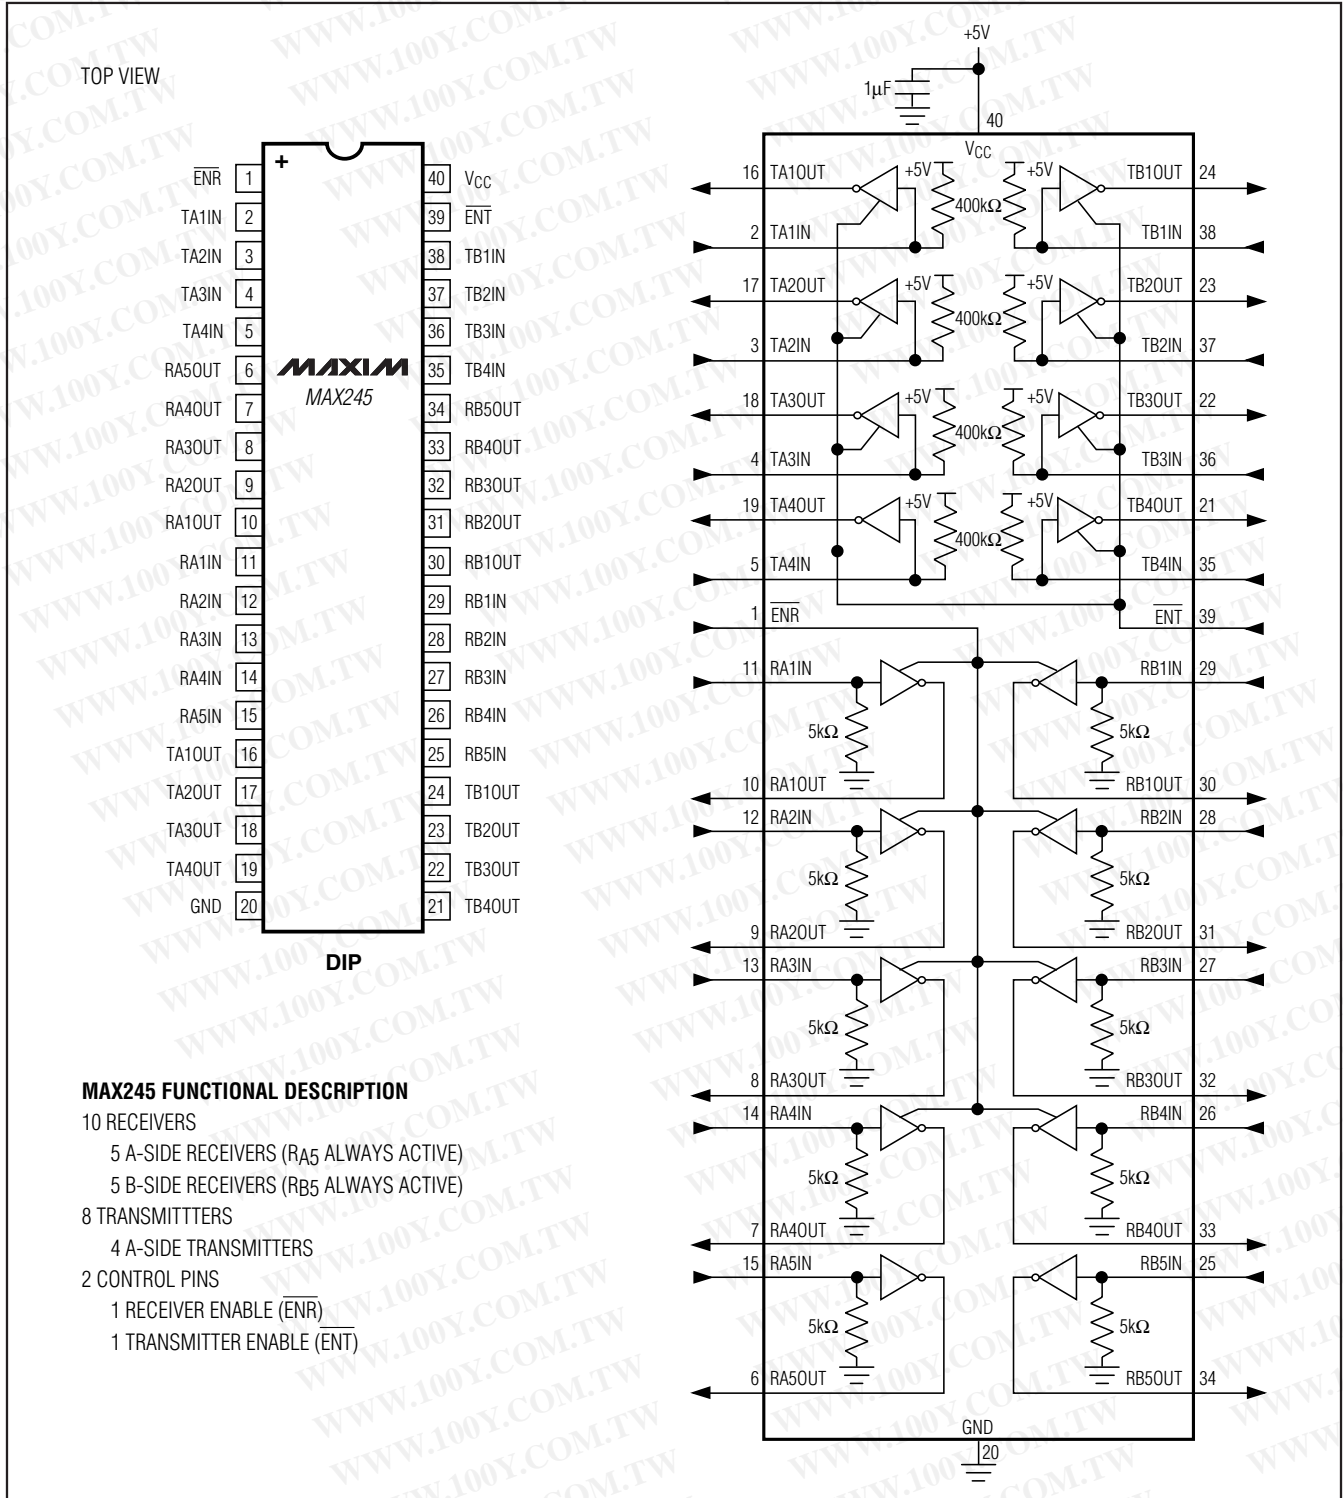 TOP VIEW
+
ENR 1
TA1IN 2
TA2IN 3
TA3IN 4
TA4IN 5
RA5OUT 6
RA4OUT 7
RA3OUT 8
RA2OUT 9
RA1OUT 10
RA1IN 11
RA2IN 12
RA3IN 13
RA4IN 14
RA5IN 15
TA1OUT 16
TA2OUT 17
TA3OUT 18
TA4OUT 19
GND 20
MAXIM
MAX245
40 VCC
39 ENT
38 TB1IN
37 TB2IN
36 TB3IN
35 TB4IN
34 RB5OUT
33 RB4OUT
32 RB3OUT
31 RB2OUT
30 RB1OUT
29 RB1IN
28 RB2IN
27 RB3IN
26 RB4IN
25 RB5IN
24 TB1OUT
23 TB2OUT
22 TB3OUT
21 TB4OUT
DIP
MAX245 FUNCTIONAL DESCRIPTION
10 RECEIVERS
5 A-SIDE RECEIVERS (RA5 ALWAYS ACTIVE)
5 B-SIDE RECEIVERS (RB5 ALWAYS ACTIVE)
8 TRANSMITTTERS
4 A-SIDE TRANSMITTERS
2 CONTROL PINS
1 RECEIVER ENABLE (ENR)
1 TRANSMITTER ENABLE (ENT)
+5V
1µF
40
VCC
16 TA1OUT +5V +5V TB1OUT 24
400kΩ
2 TA1IN TB1IN 38
17 TA2OUT +5V +5V TB2OUT 23
400kΩ
3 TA2IN TB2IN 37
18 TA3OUT +5V +5V TB3OUT 22
400kΩ
4 TA3IN TB3IN 36
19 TA4OUT +5V +5V TB4OUT 21
400kΩ
5 TA4IN TB4IN 35
1 ENR ENT 39
11 RA1IN RB1IN 29
5kΩ 5kΩ
10 RA1OUT RB1OUT 30
12 RA2IN RB2IN 28
5kΩ 5kΩ
9 RA2OUT RB2OUT 31
13 RA3IN RB3IN 27
5kΩ 5kΩ
8 RA3OUT RB3OUT 32
14 RA4IN RB4IN 26
5kΩ 5kΩ
7 RA4OUT RB4OUT 33
15 RA5IN RB5IN 25
5kΩ 5kΩ
6 RA5OUT RB5OUT 34
GND
20
WWW.100Y.COM.TW